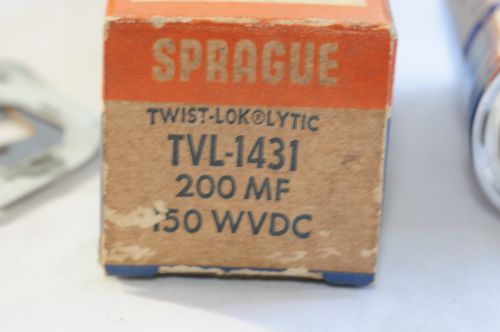 SPRAGUE
TWIST-LOK®LYTIC
TVL-1431
200 MF
150 WVDC